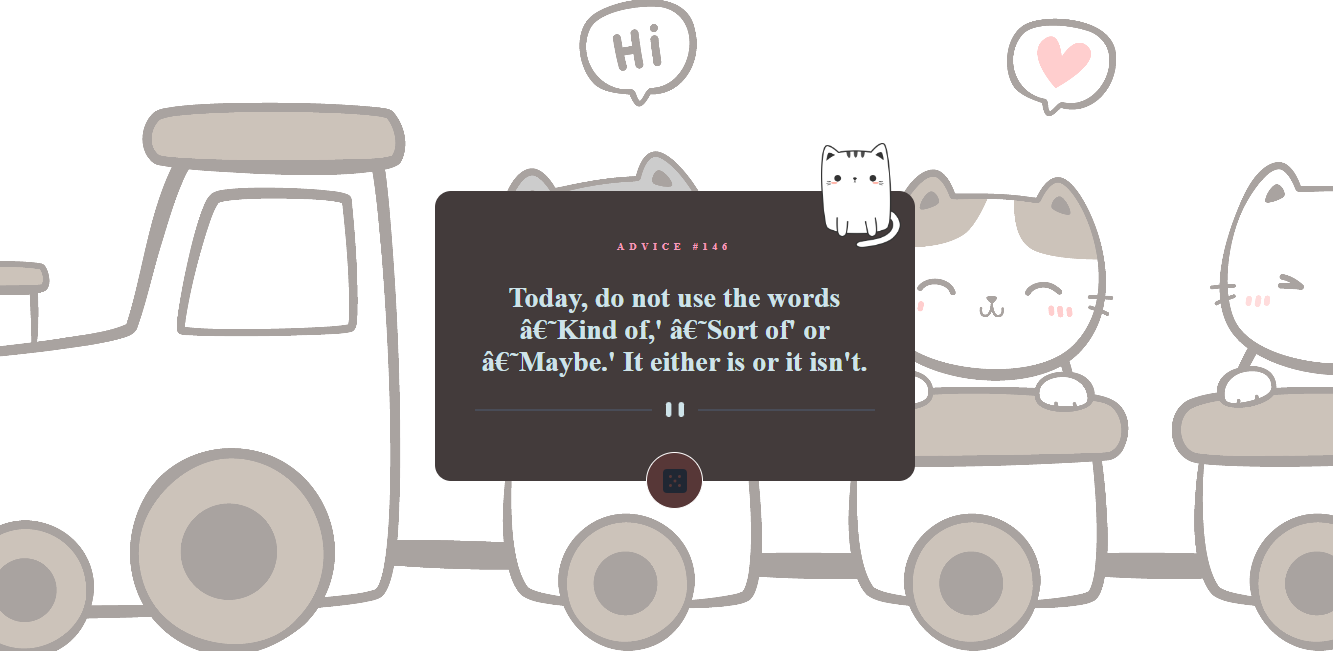 Hi
ADVICE #146
Today, do not use the words
â€˜Kind of,' â€˜Sort of' or
â€˜Maybe.' It either is or it isn't.